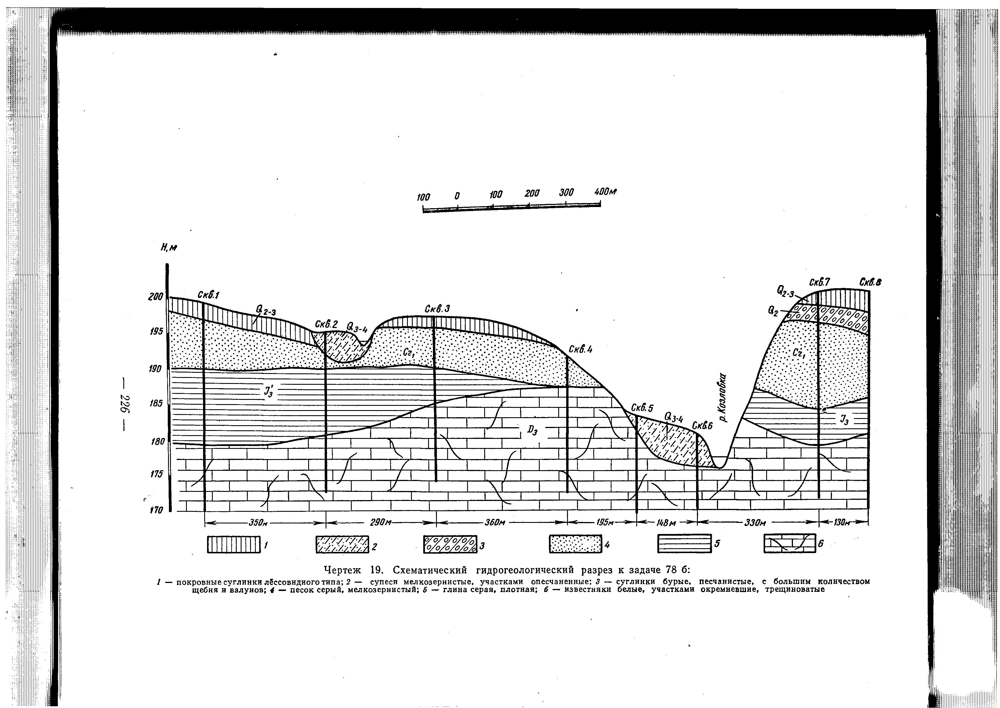 100 0 100 200 300 400м
Н, м
200
195
190
185
180
175
170
Скв.1
Q2-3
Скв.2
Q3-4
Скв.3
Сг1
Скв.4
J'3
D3
Скв.5
Q3-4
Скв.6
р. Козловка
Q2-3
Q2
Скв.7
Скв.8
Сг1
J3
350м 290м 360м 195м 148м 330м 130м
1 2 3 4 5 6
Чертеж 19. Схематический гидрогеологический разрез к задаче 78 б:
1 — покровные суглинки лёссовидного типа; 2 — супеси мелкозернистые, участками опесчаненные; 3 — суглинки бурые, песчанистые, с большим количеством
щебня и валунов; 4 — песок серый, мелкозернистый; 5 — глина серая, плотная; 6 — известняки белые, участками окремневшие, трещиноватые
— 226 —